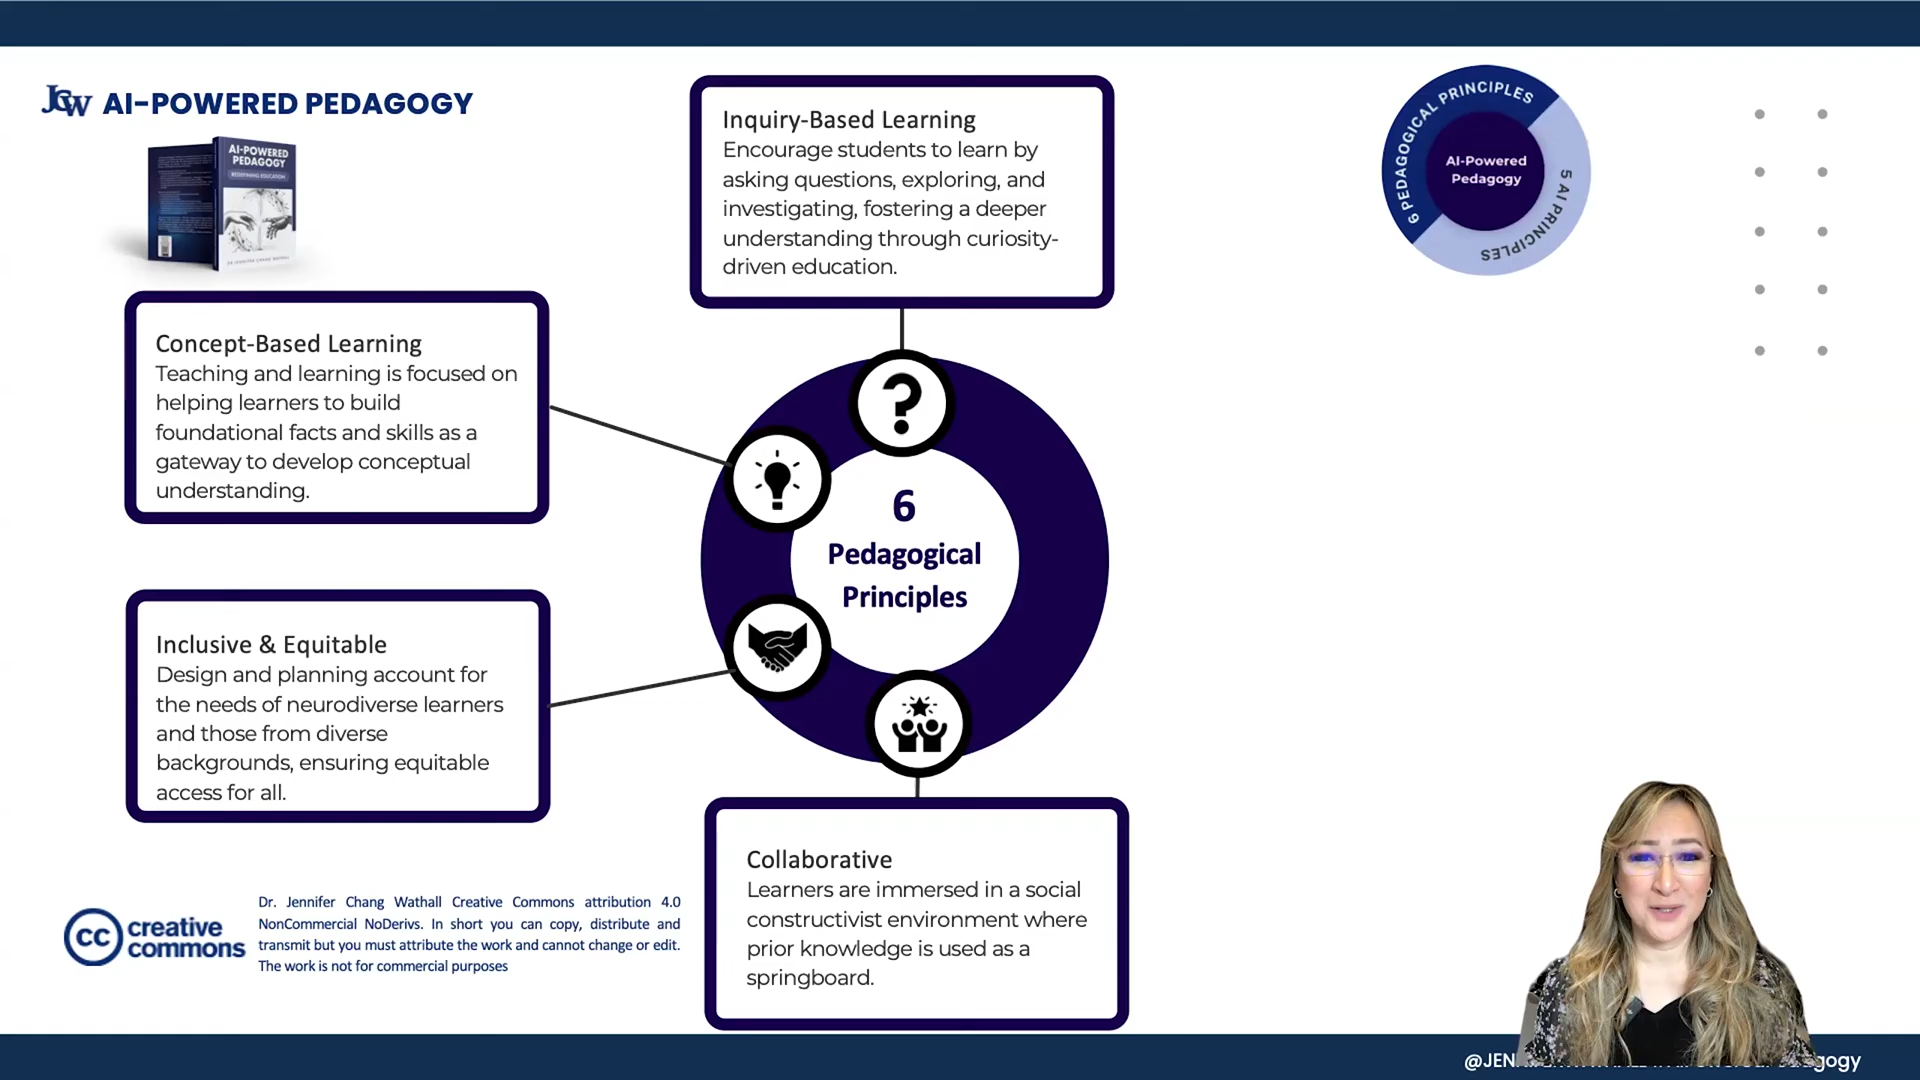 JCW AI-POWERED PEDAGOGY
AI-POWERED
PEDAGOGY
REDEFINING EDUCATION
DR JENNIFER CHANG WATHALL
Inquiry-Based Learning
Encourage students to learn by
asking questions, exploring, and
investigating, fostering a deeper
understanding through curiosity-
driven education.
6 PEDAGOGICAL PRINCIPLES
5 AI PRINCIPLES
AI-Powered
Pedagogy
Concept-Based Learning
Teaching and learning is focused on
helping learners to build
foundational facts and skills as a
gateway to develop conceptual
understanding.
?
6
Pedagogical
Principles
Inclusive & Equitable
Design and planning account for
the needs of neurodiverse learners
and those from diverse
backgrounds, ensuring equitable
access for all.
Collaborative
Learners are immersed in a social
constructivist environment where
prior knowledge is used as a
springboard.
cc creative
commons
Dr. Jennifer Chang Wathall Creative Commons attribution 4.0
NonCommercial NoDerivs. In short you can copy, distribute and
transmit but you must attribute the work and cannot change or edit.
The work is not for commercial purposes